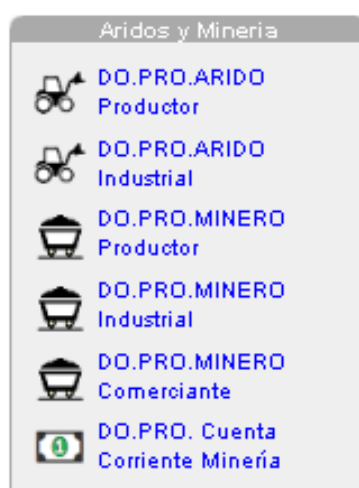 Aridos y Mineria
DO.PRO.ARIDO
Productor
DO.PRO.ARIDO
Industrial
DO.PRO.MINERO
Productor
DO.PRO.MINERO
Industrial
DO.PRO.MINERO
Comerciante
DO.PRO. Cuenta
Corriente Minería